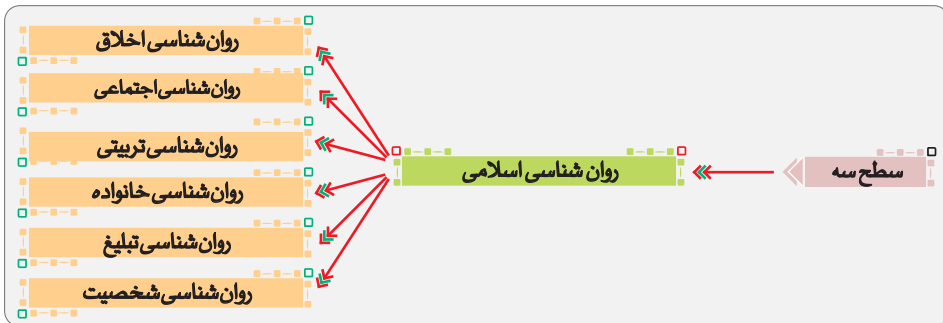 سطح سه
روان شناسی اسلامی
روان شناسی اخلاق
روان شناسی اجتماعی
روان شناسی تربیتی
روان شناسی خانواده
روان شناسی تبلیغ
روان شناسی شخصیت